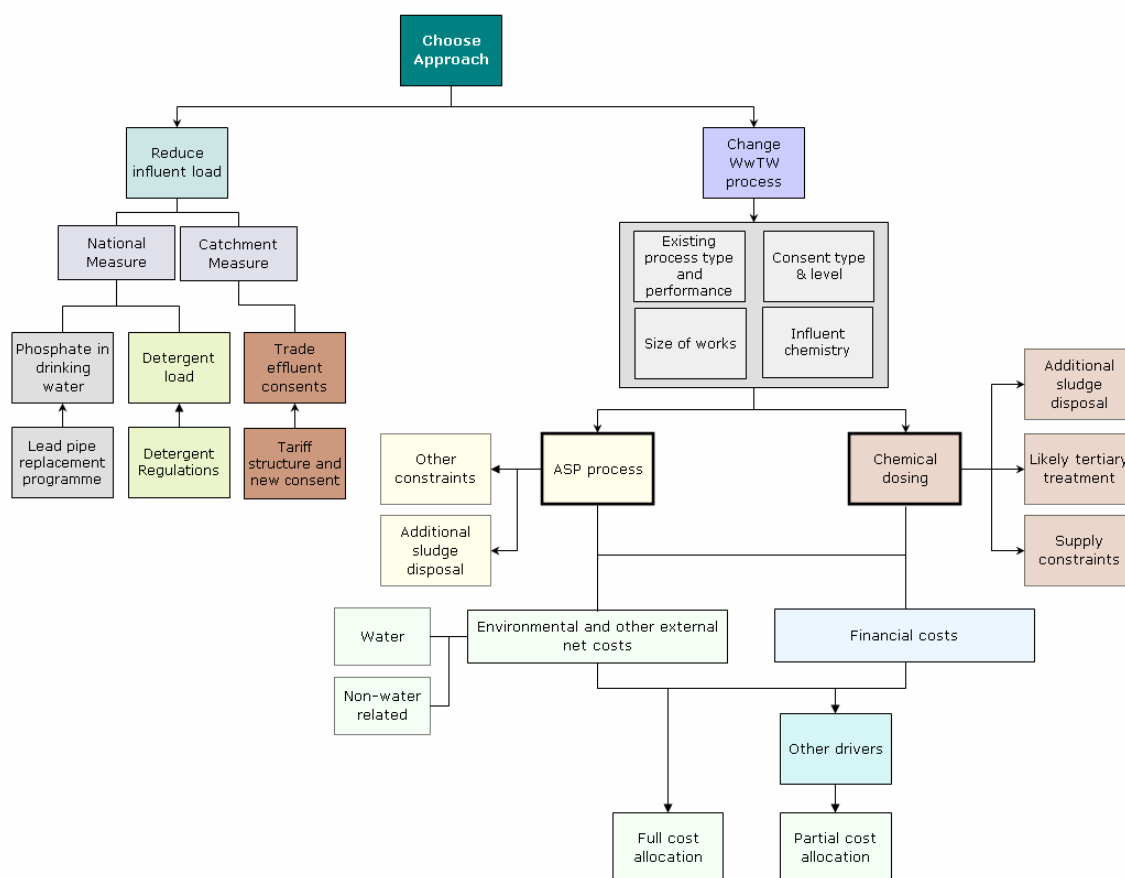 Choose
Approach
Reduce
influent load
Change
WwTW
process
National
Measure
Catchment
Measure
Existing
process type
and
performance
Consent type
& level
Size of works
Influent
chemistry
Phosphate in
drinking
water
Detergent
load
Trade
effluent
consents
Lead pipe
replacement
programme
Detergent
Regulations
Tariff
structure and
new consent
Other
constraints
ASP process
Chemical
dosing
Additional
sludge
disposal
Likely tertiary
treatment
Supply
constraints
Additional
sludge
disposal
Water
Environmental and other external
net costs
Financial costs
Non-water
related
Other drivers
Full cost
allocation
Partial cost
allocation